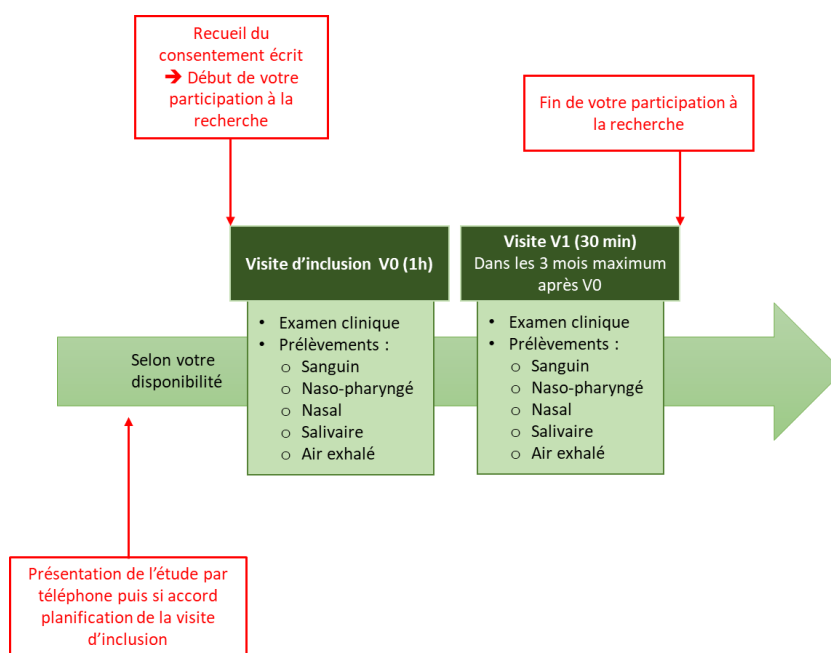 Recueil du
consentement écrit
➔ Début de votre
participation à la
recherche
Fin de votre participation à
la recherche
Visite d’inclusion V0 (1h)
Visite V1 (30 min)
Dans les 3 mois maximum
après V0
Selon votre
disponibilité
• Examen clinique
• Prélèvements :
o Sanguin
o Naso-pharyngé
o Nasal
o Salivaire
o Air exhalé
• Examen clinique
• Prélèvements :
o Sanguin
o Naso-pharyngé
o Nasal
o Salivaire
o Air exhalé
Présentation de l’étude par
téléphone puis si accord
planification de la visite
d’inclusion